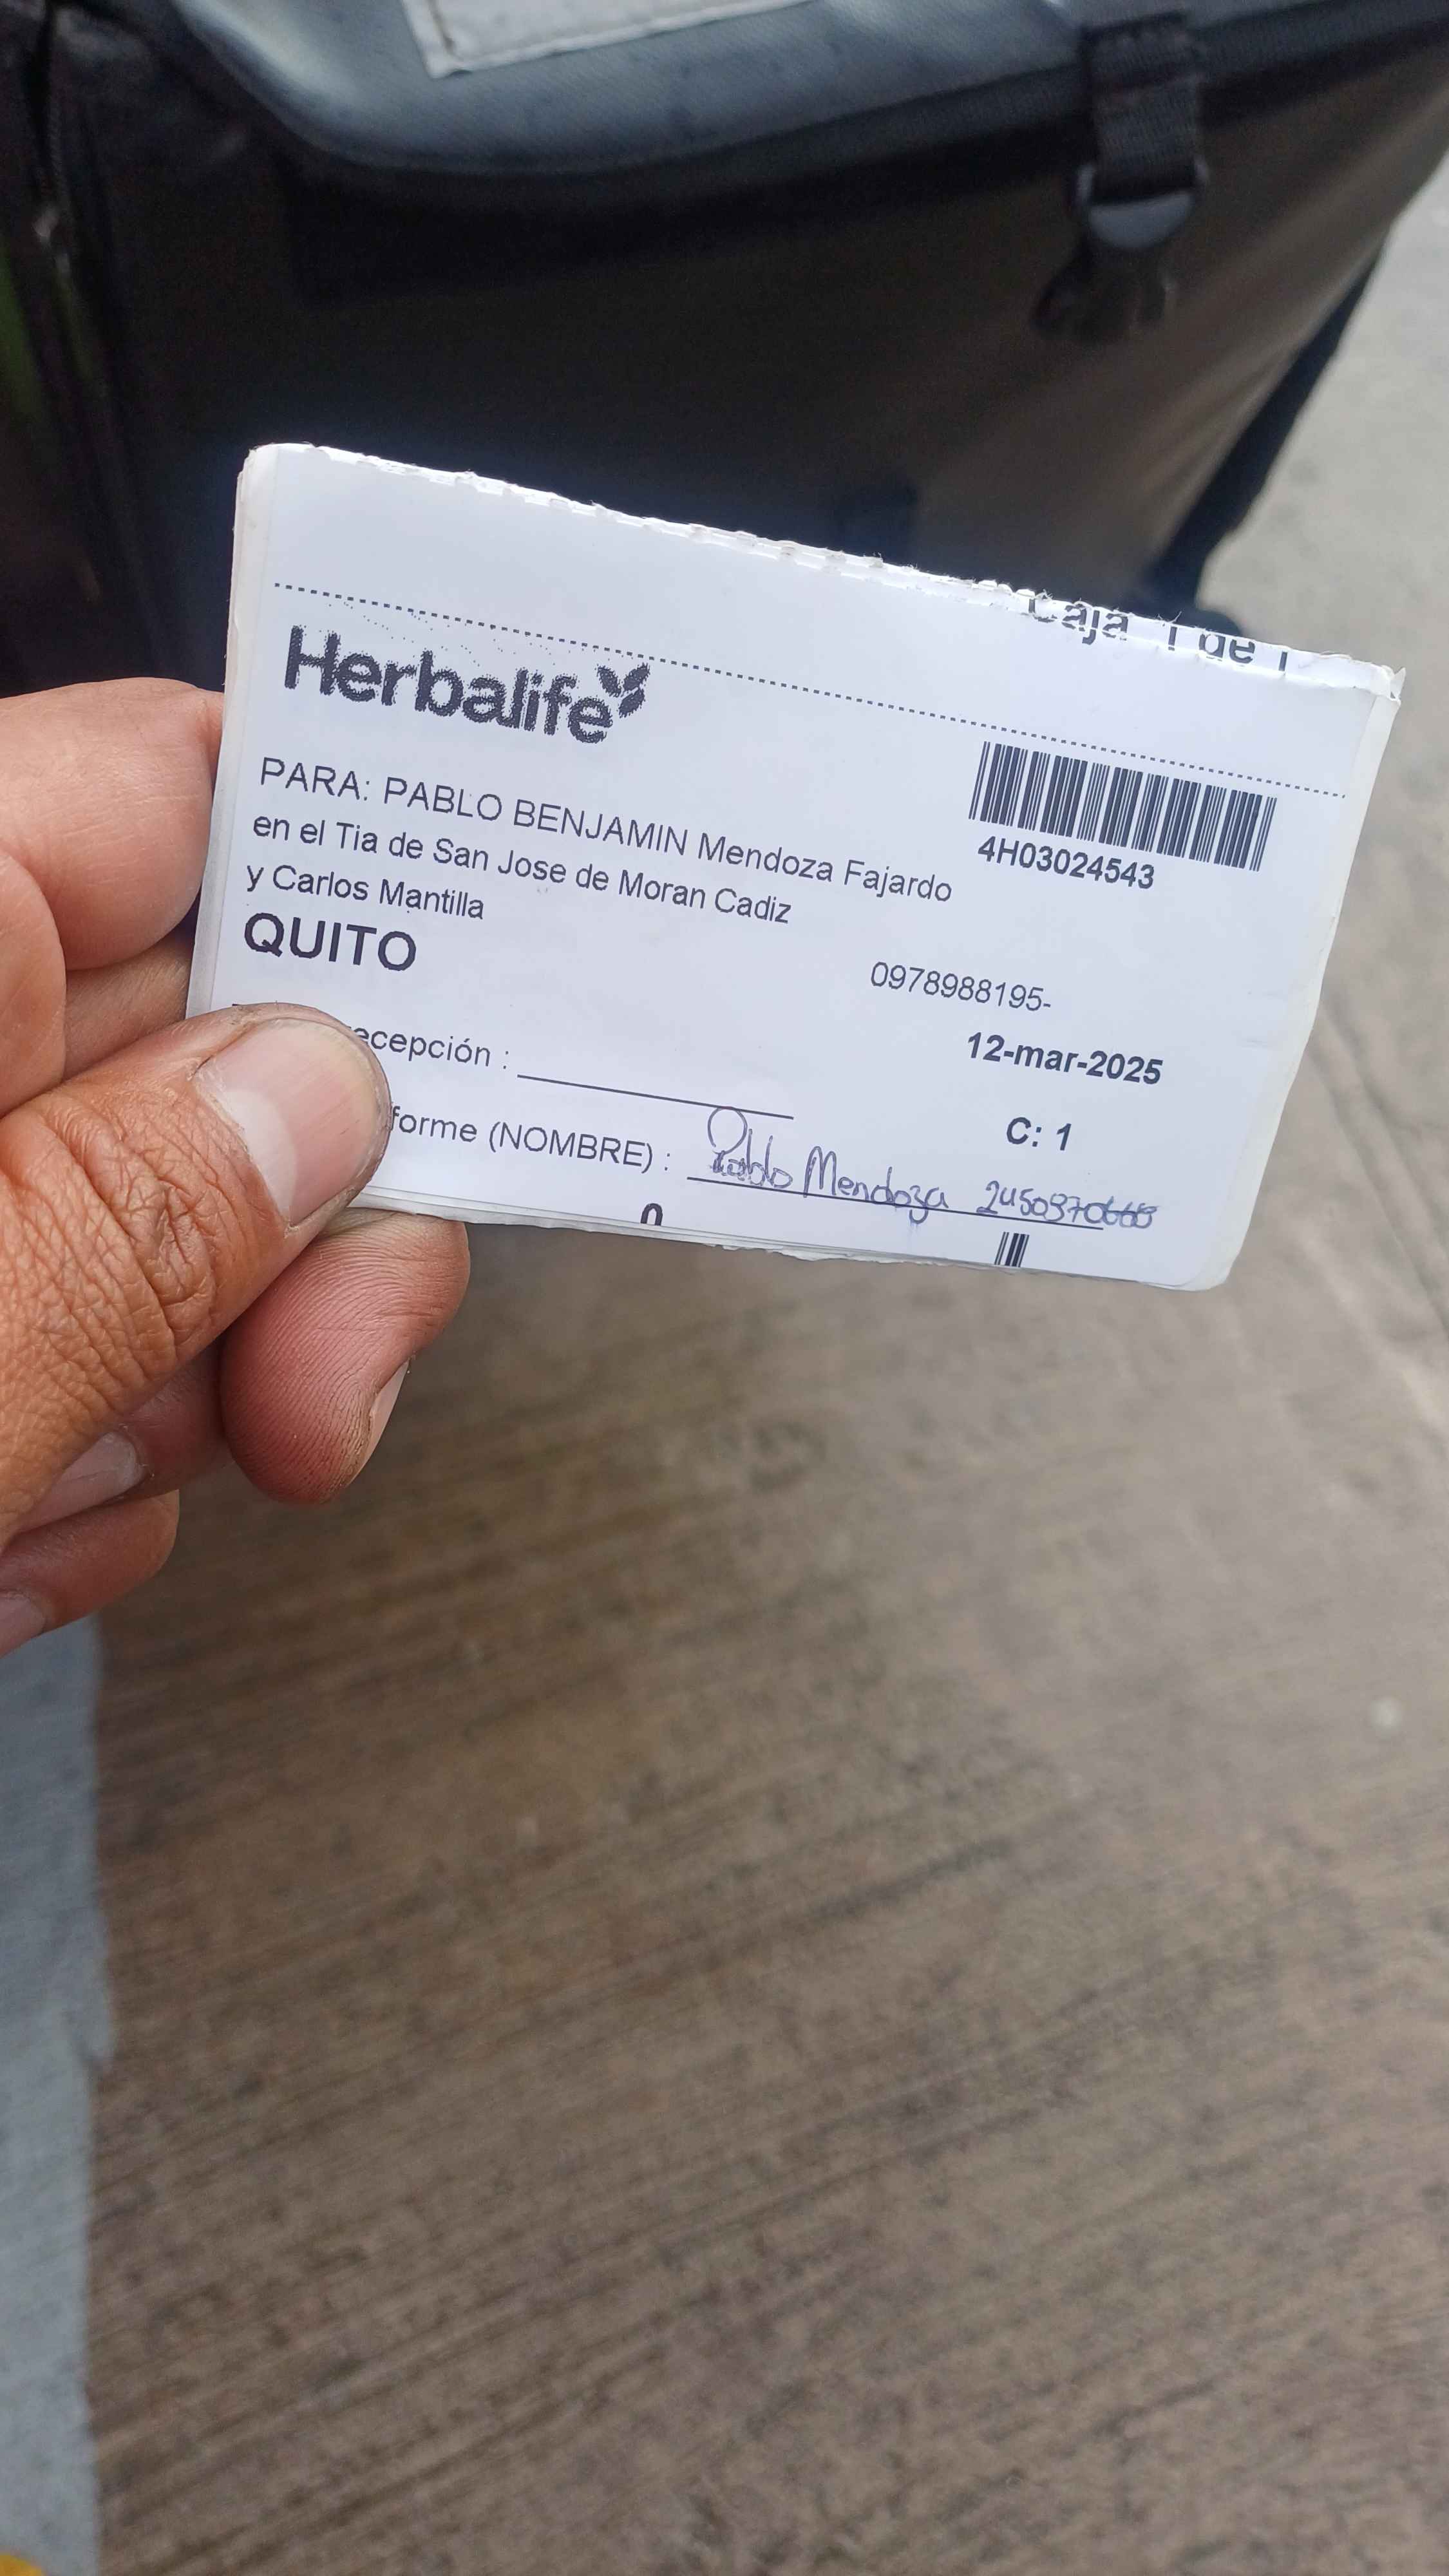 Caja 1 de 1
Herbalife
4H03024543
PARA: PABLO BENJAMIN Mendoza Fajardo
en el Tia de San Jose de Moran Cadiz
y Carlos Mantilla
QUITO
0978988195-
12-mar-2025
ecepción :
C: 1
forme (NOMBRE) : Pablo Mendoza